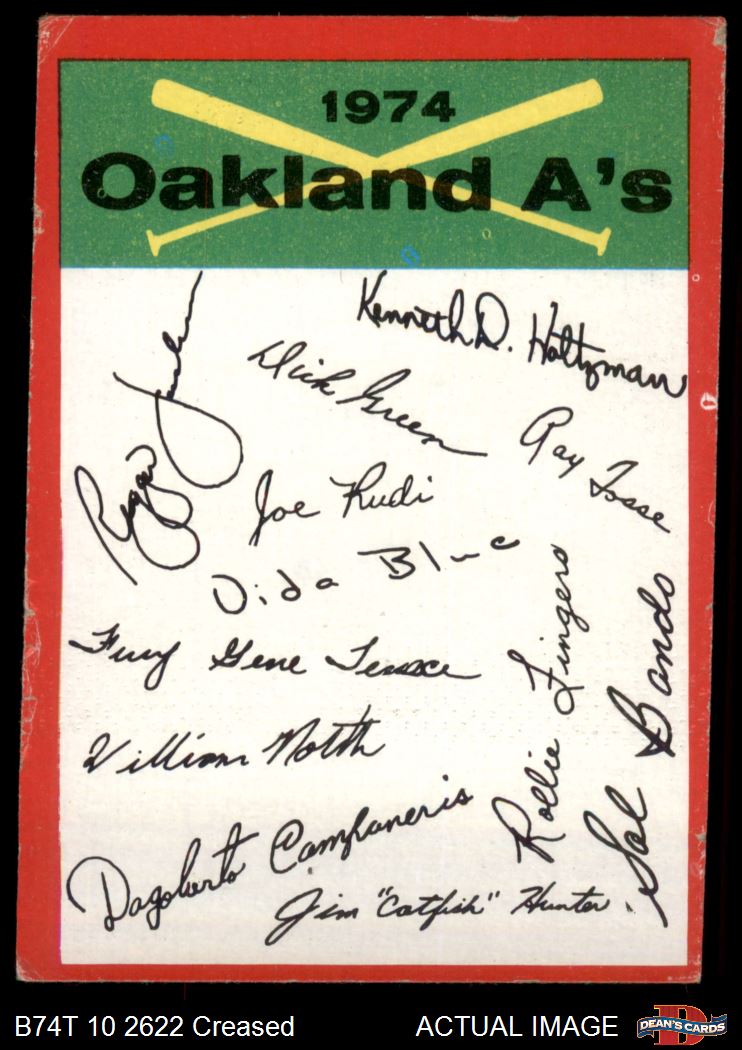 1974
Oakland A's
Kenneth D. Holtzman
Reggie Jackson
Dick Green
Ray Fosse
Joe Rudi
Vida Blue
Fury Gene Tenace
Rollie Fingers
Sal Bando
William North
Dagoberto Campaneris
Jim "Catfish" Hunter
B74T 10 2622 Creased
ACTUAL IMAGE
D
DEAN'S CARDS